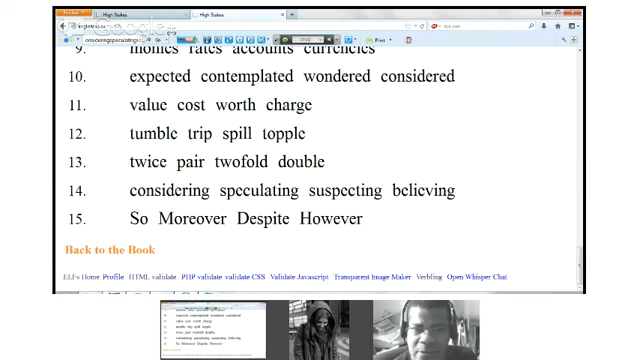 High Stakes
High Stakes
Print
9. monies rates accounts currencies
10. expected contemplated wondered considered
11. value cost worth charge
12. tumble trip spill topple
13. twice pair twofold double
14. considering speculating suspecting believing
15. So Moreover Despite However
Back to the Book
ELI's Home Profile HTML validate PHP validate validate CSS Validate Javascript Transparent Image Maker Verbling Open Whisper Chat